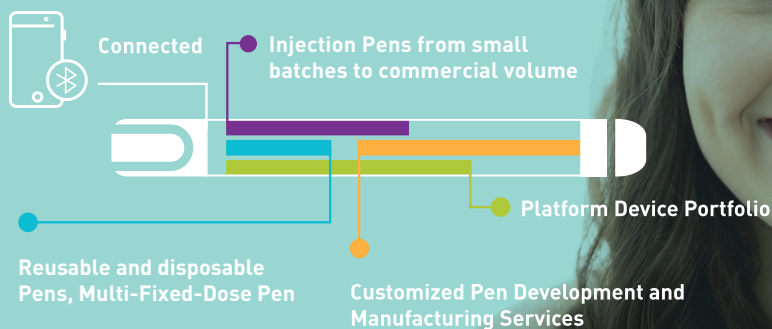 Connected
Injection Pens from small
batches to commercial volume
Platform Device Portfolio
Reusable and disposable
Pens, Multi-Fixed-Dose Pen
Customized Pen Development and
Manufacturing Services